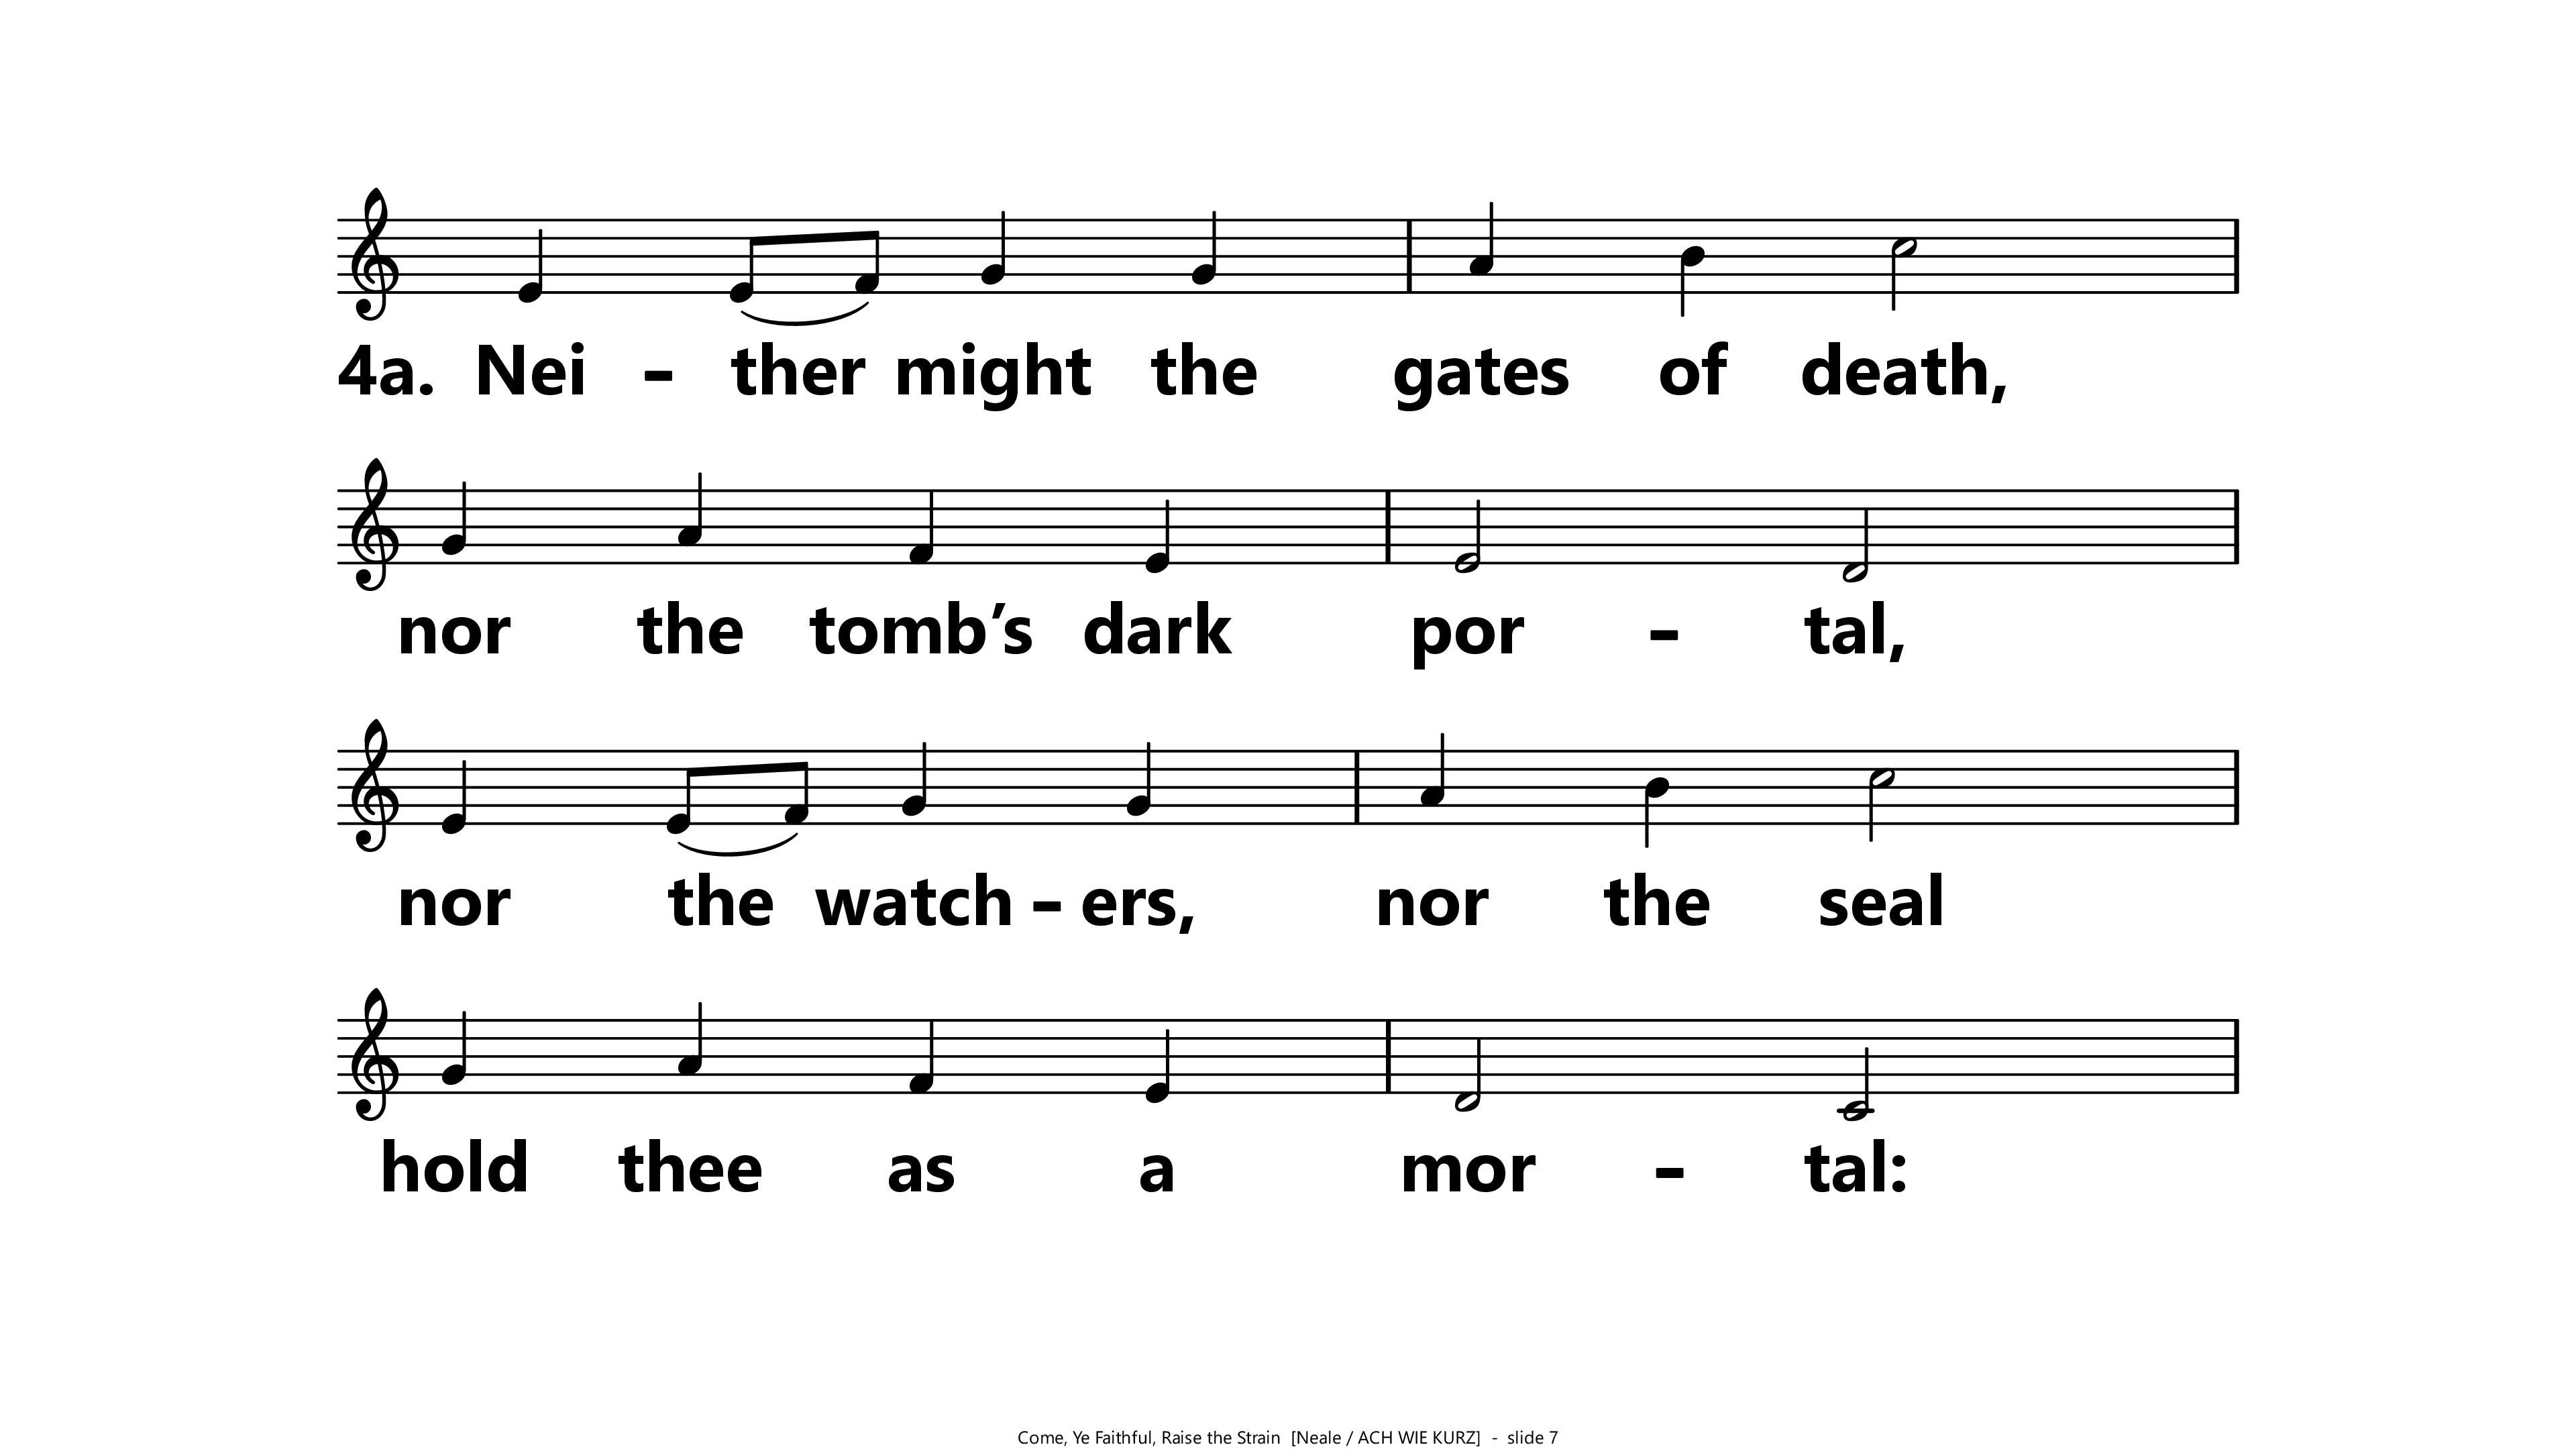 4a. Nei - ther might the gates of death,
nor the tomb’s dark por - tal,
nor the watch - ers, nor the seal
hold thee as a mor - tal:
Come, Ye Faithful, Raise the Strain [Neale / ACH WIE KURZ] - slide 7